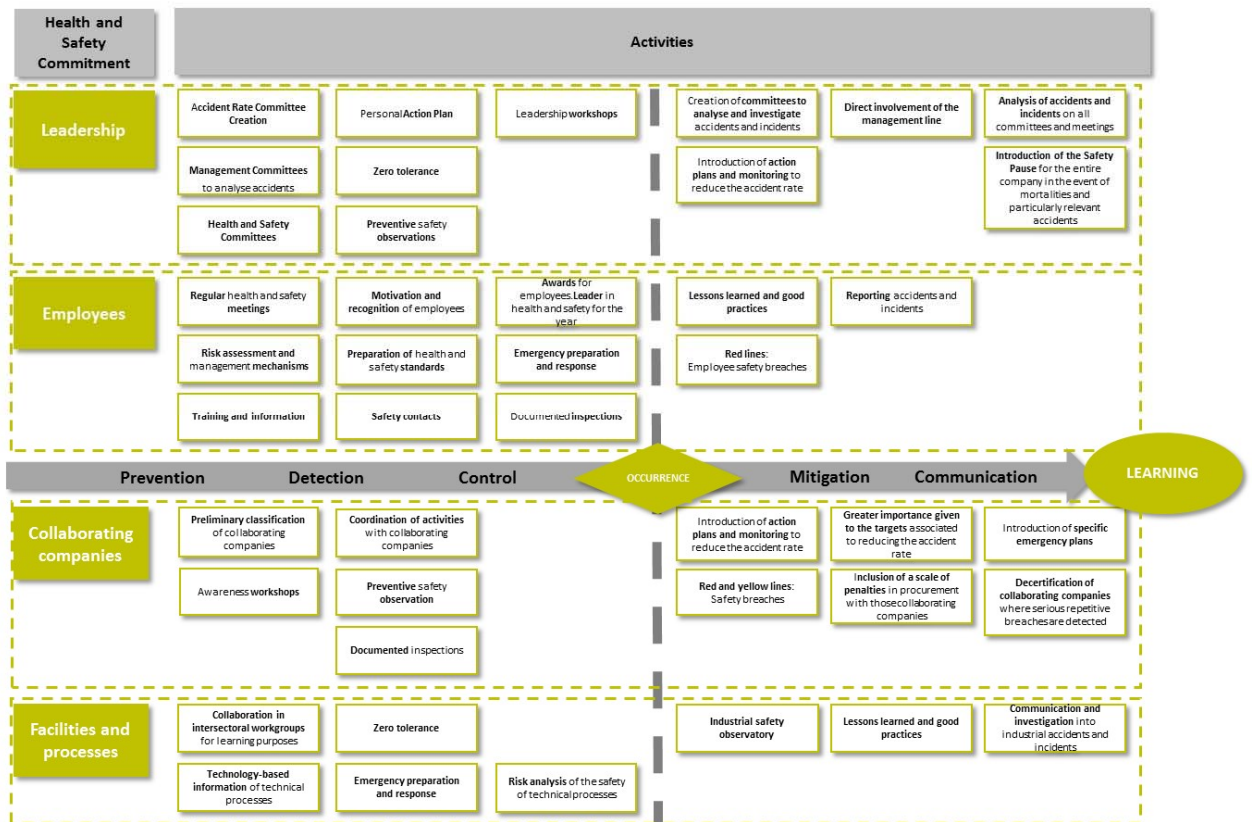 Health and
Safety
Commitment
Activities
Leadership
Accident Rate Committee
Creation
Personal Action Plan
Leadership workshops
Creation of committees to
analyse and investigate
accidents and incidents
Direct involvement of the
management line
Analysis of accidents and
incidents on all
committees and meetings
Management Committees
to analyse accidents
Zero tolerance
Introduction of action
plans and monitoring to
reduce the accident rate
Introduction of the Safety
Pause for the entire
company in the event of
mortalities and
particularly relevant
accidents
Health and Safety
Committees
Preventive safety
observations
Employees
Regular health and safety
meetings
Motivation and
recognition of employees
Awards for
employees.Leader in
health and safety for the
year
Lessons learned and good
practices
Reporting accidents and
incidents
Risk assessment and
management mechanisms
Preparation of health and
safety standards
Emergency preparation
and response
Red lines:
Employee safety breaches
Training and information
Safety contacts
Documented inspections
Prevention
Detection
Control
OCCURRENCE
Mitigation
Communication
LEARNING
Collaborating
companies
Preliminary classification
of collaborating
companies
Coordination of activities
with collaborating
companies
Introduction of action
plans and monitoring to
reduce the accident rate
Greater importance given
to the targets associated
to reducing the accident
rate
Introduction of specific
emergency plans
Awareness workshops
Preventive safety
observation
Red and yellow lines:
Safety breaches
Inclusion of a scale of
penalties in procurement
with those collaborating
companies
Decertification of
collaborating companies
where serious repetitive
breaches are detected
Documented inspections
Facilities and
processes
Collaboration in
intersectoral workgroups
for learning purposes
Zero tolerance
Industrial safety
observatory
Lessons learned and good
practices
Communication and
investigation into
industrial accidents and
incidents
Technology-based
information of technical
processes
Emergency preparation
and response
Risk analysis of the safety
of technical processes